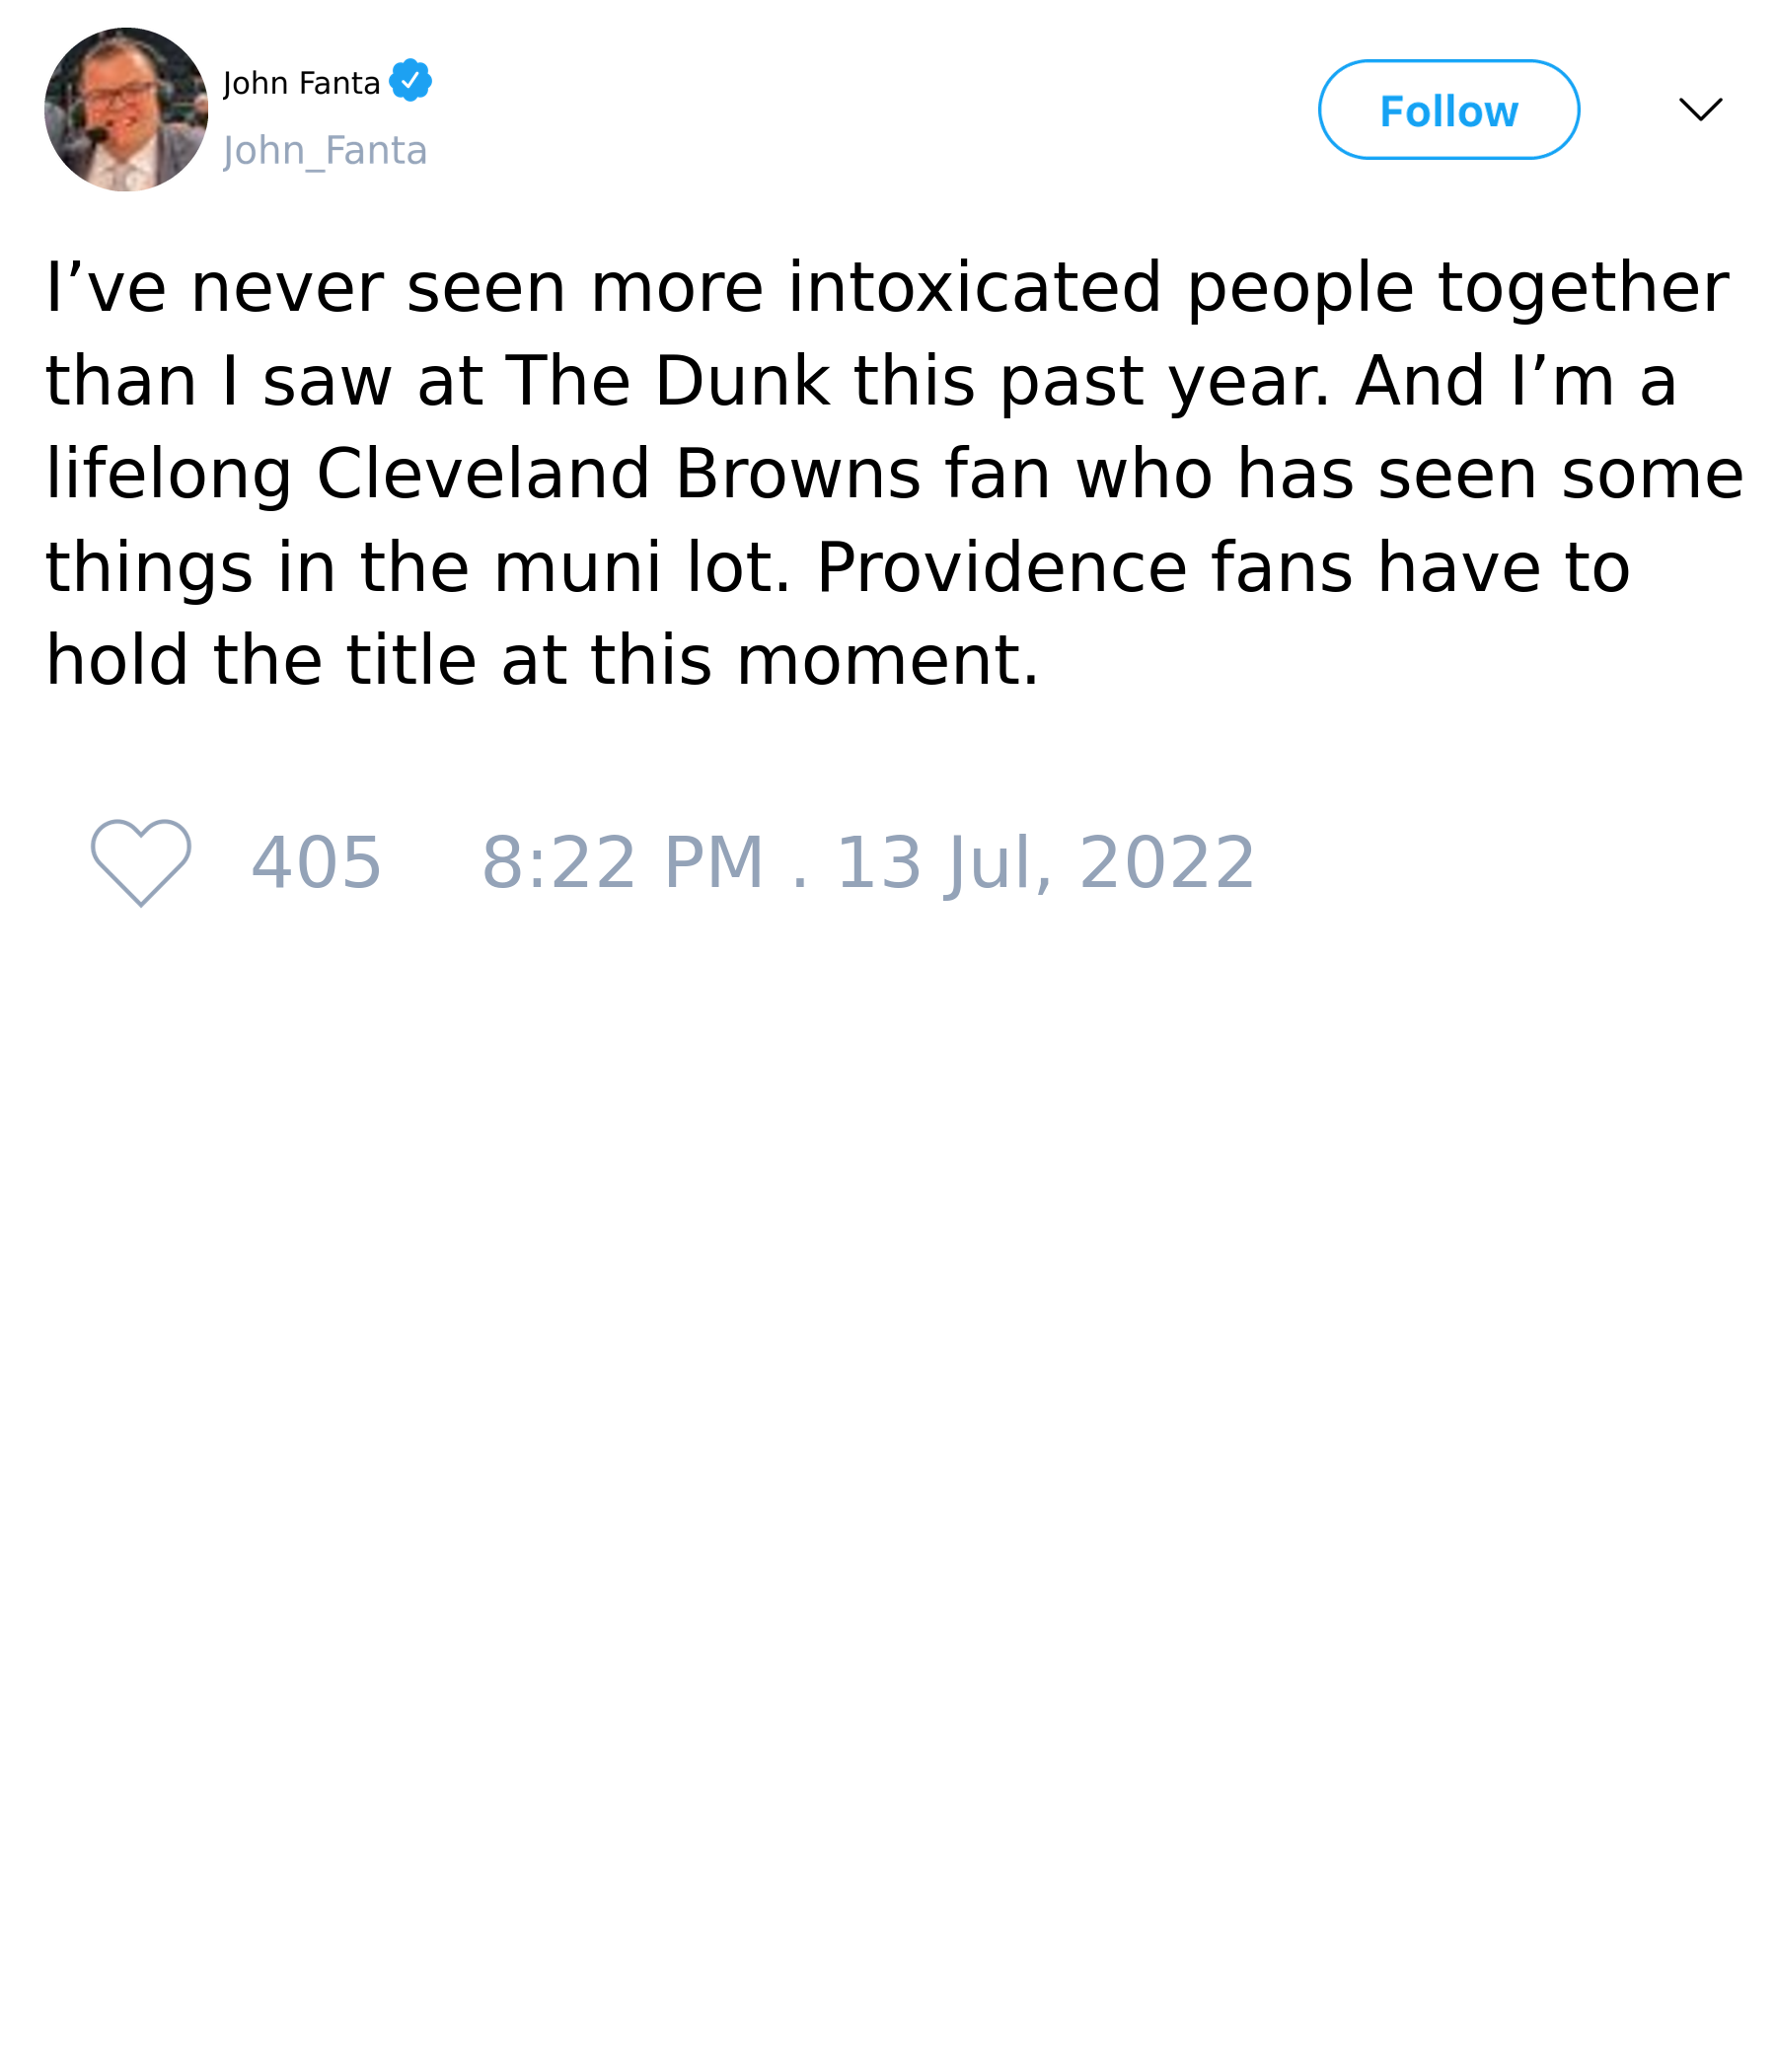 John Fanta
John_Fanta
Follow
I’ve never seen more intoxicated people together
than I saw at The Dunk this past year. And I’m a
lifelong Cleveland Browns fan who has seen some
things in the muni lot. Providence fans have to
hold the title at this moment.
405 8:22 PM . 13 Jul, 2022